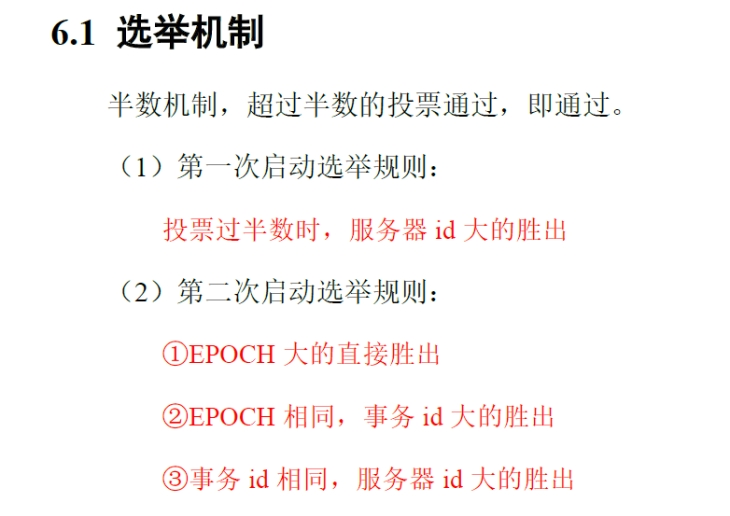 6.1 选举机制
半数机制，超过半数的投票通过，即通过。
（1）第一次启动选举规则：
投票过半数时，服务器 id 大的胜出
（2）第二次启动选举规则：
①EPOCH 大的直接胜出
②EPOCH 相同，事务 id 大的胜出
③事务 id 相同，服务器 id 大的胜出